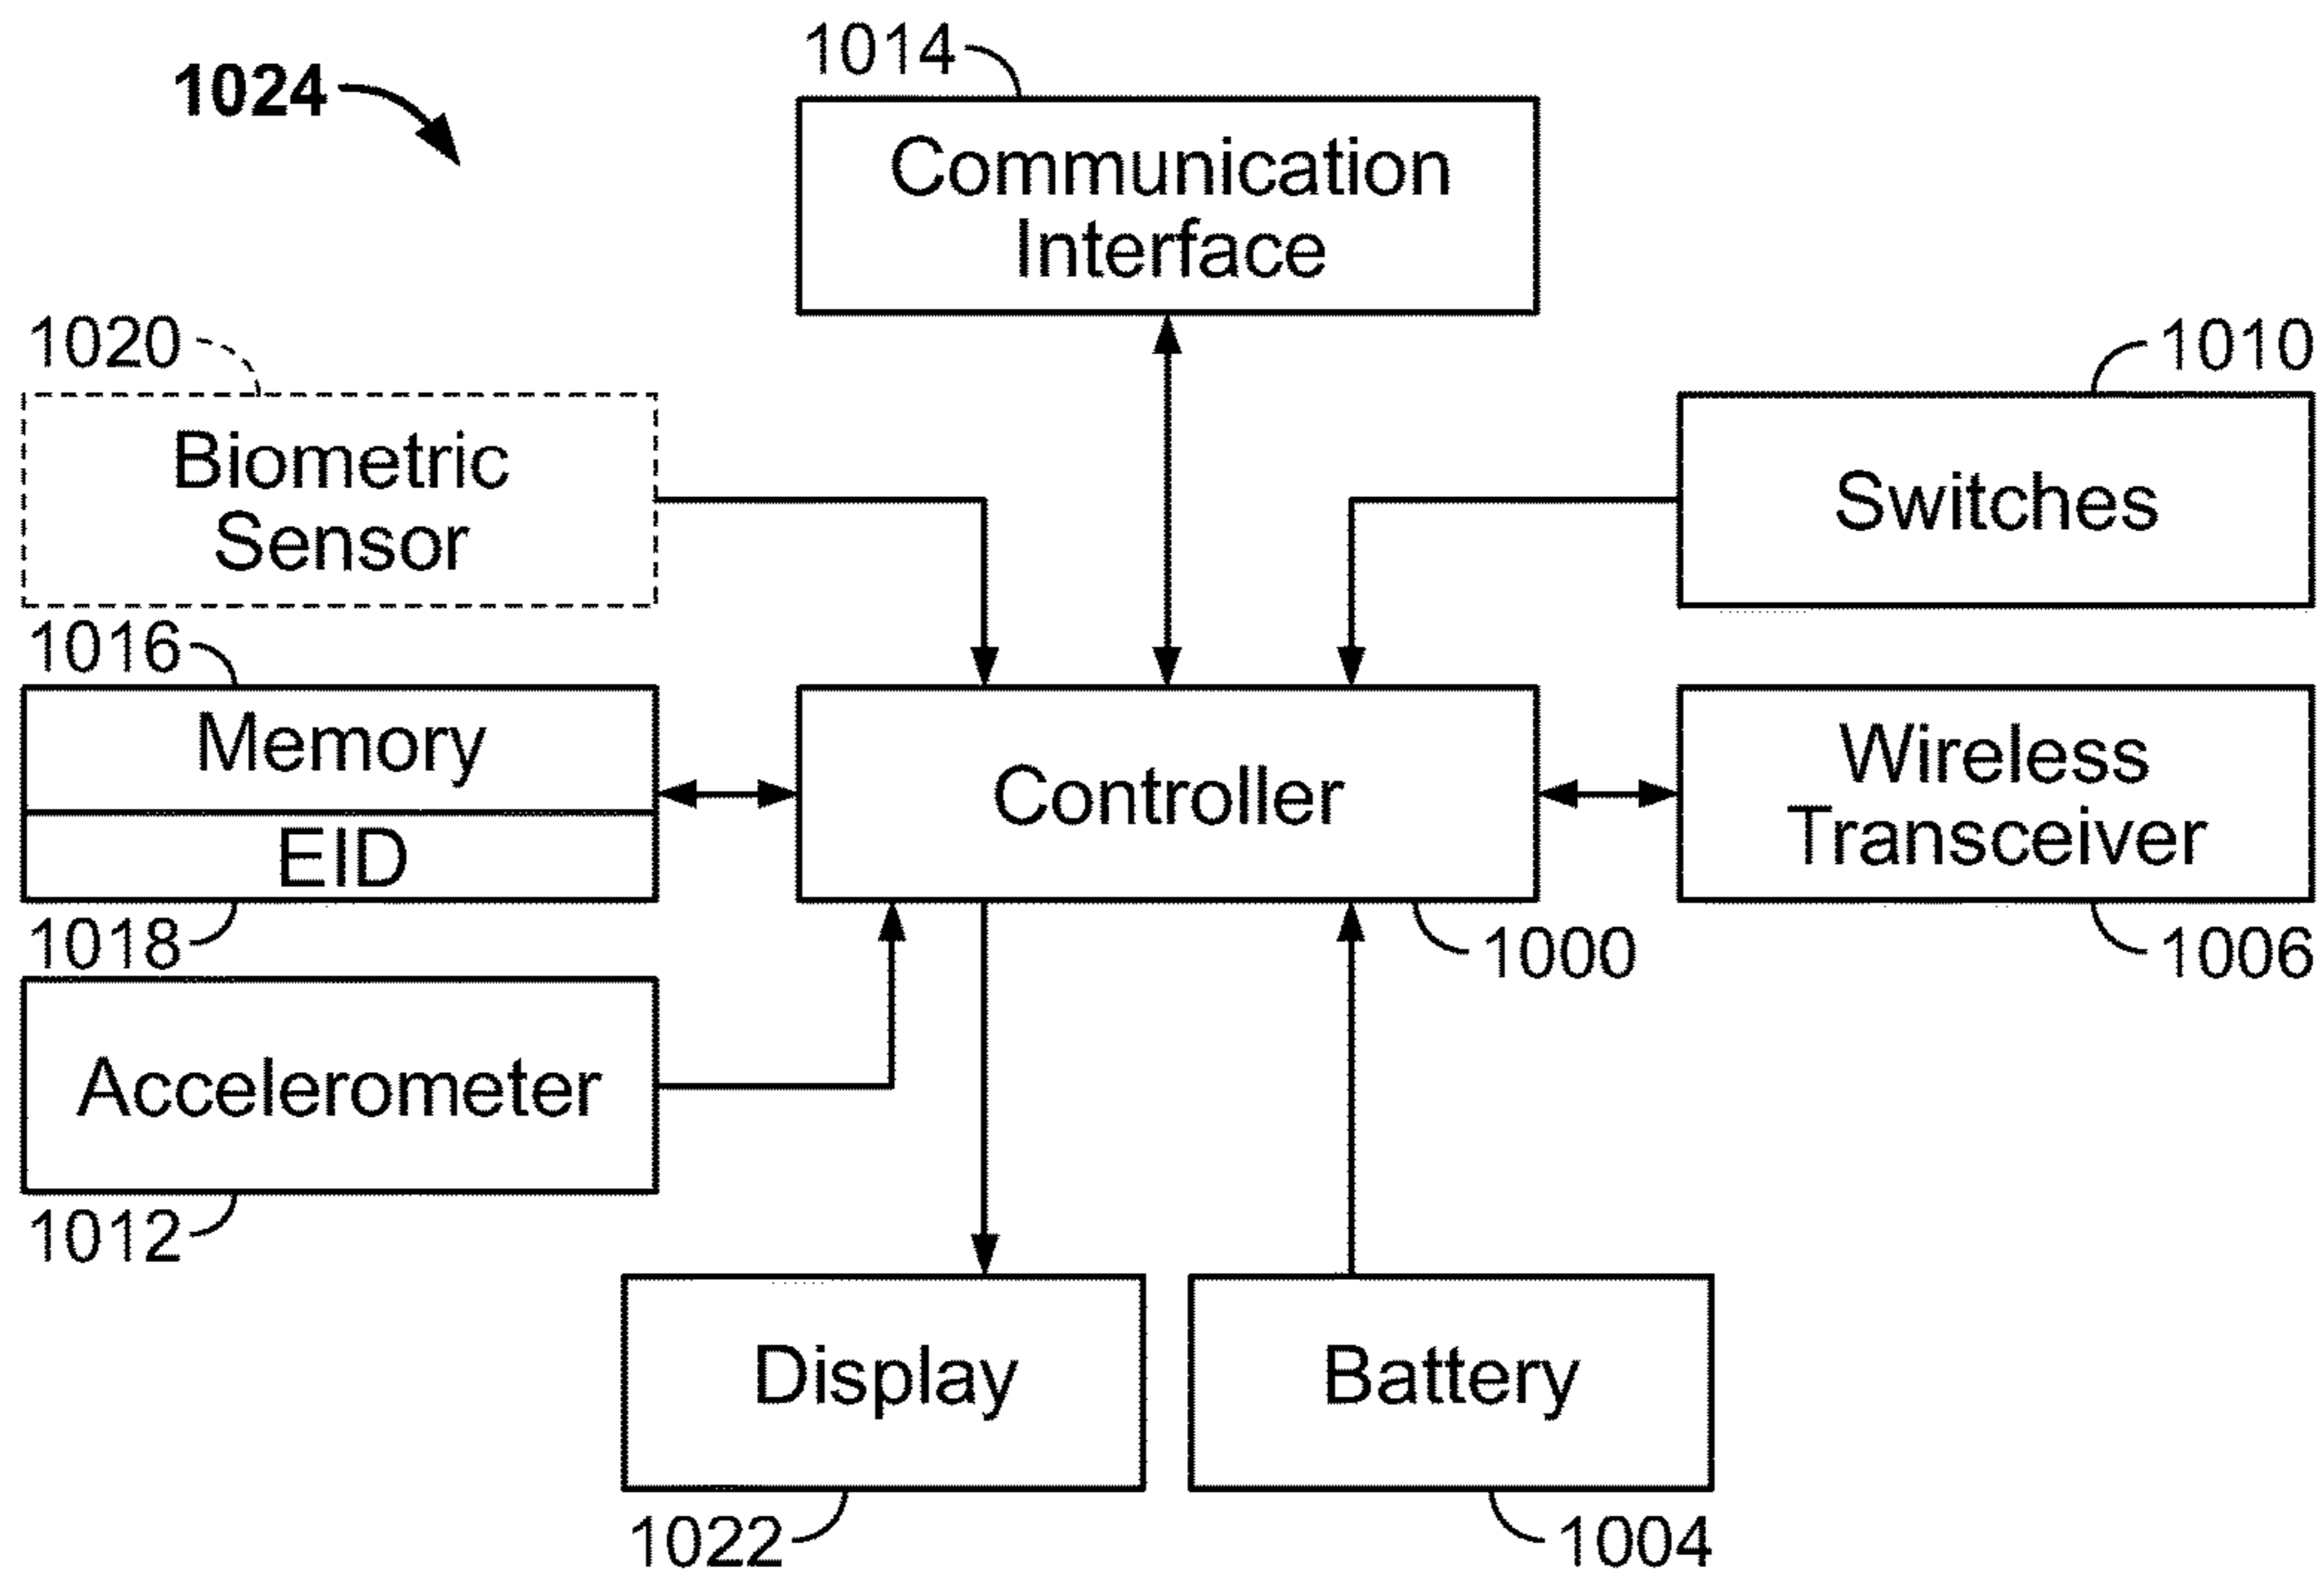 1014
1024
Communication
Interface
1020
1010
Biometric
Sensor
Switches
1016
Memory
EID
Controller
Wireless
Transceiver
1018
1000
1006
Accelerometer
1012
Display
Battery
1022
1004